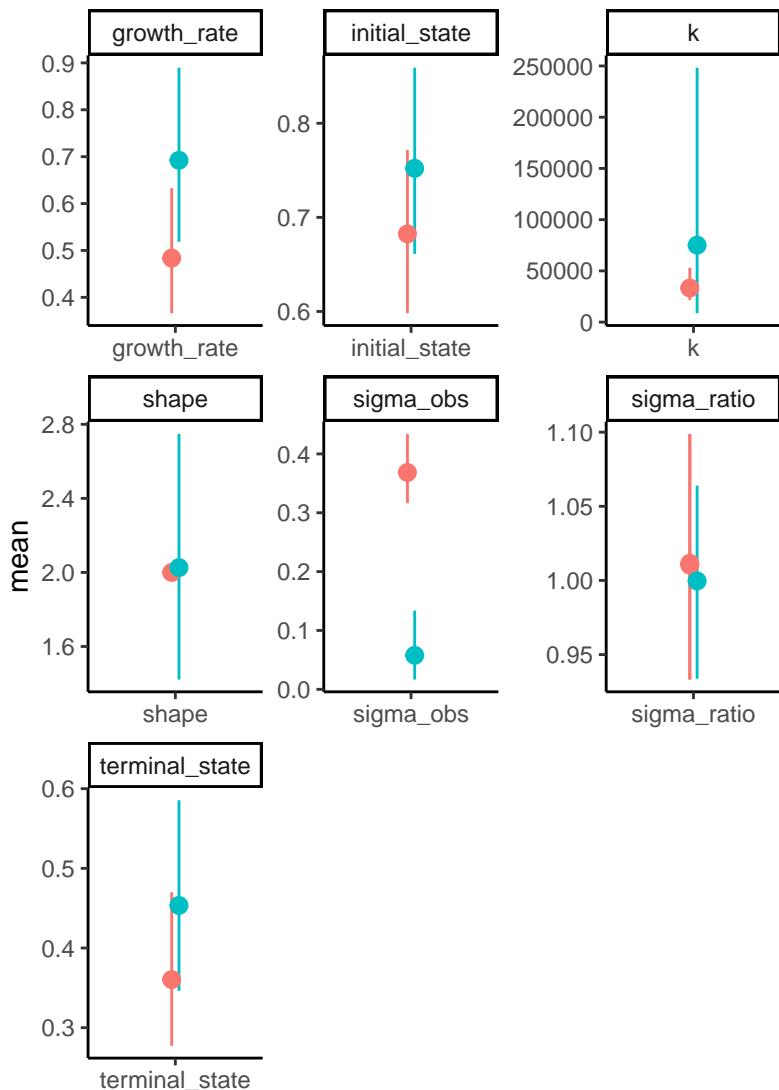 growth_rate
0.9
0.8
0.7
0.6
0.5
0.4
growth_rate
initial_state
0.8
0.7
0.6
initial_state
k
250000
200000
150000
100000
50000
0
k
mean
shape
2.8
2.4
2.0
1.6
shape
sigma_obs
0.4
0.3
0.2
0.1
0.0
sigma_obs
sigma_ratio
1.10
1.05
1.00
0.95
sigma_ratio
terminal_state
0.6
0.5
0.4
0.3
terminal_state